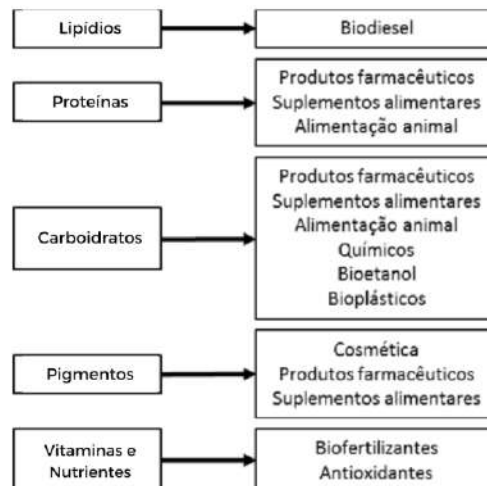 Lipídios
Biodiesel
Proteínas
Produtos farmacêuticos
Suplementos alimentares
Alimentação animal
Carboidratos
Produtos farmacêuticos
Suplementos alimentares
Alimentação animal
Químicos
Bioetanol
Bioplásticos
Pigmentos
Cosmética
Produtos farmacêuticos
Suplementos alimentares
Vitaminas e
Nutrientes
Biofertilizantes
Antioxidantes